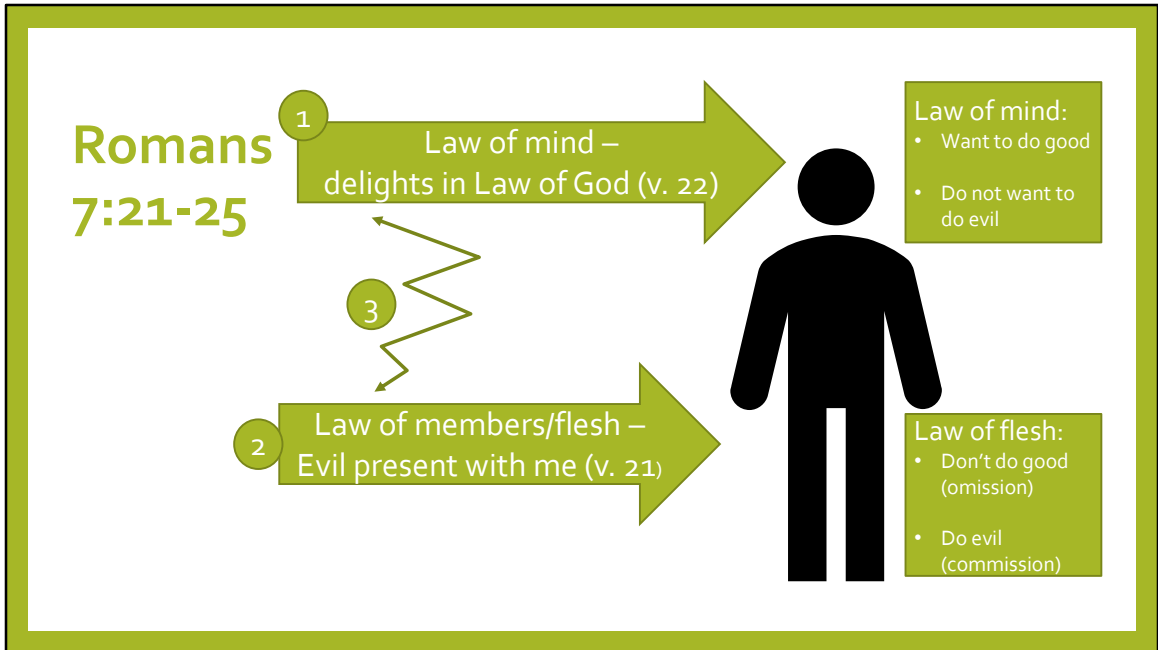 Romans
7:21-25
1
Law of mind –
delights in Law of God (v. 22)
Law of mind:
• Want to do good
• Do not want to
do evil
3
2
Law of members/flesh –
Evil present with me (v. 21)
Law of flesh:
• Don't do good
(omission)
• Do evil
(commission)